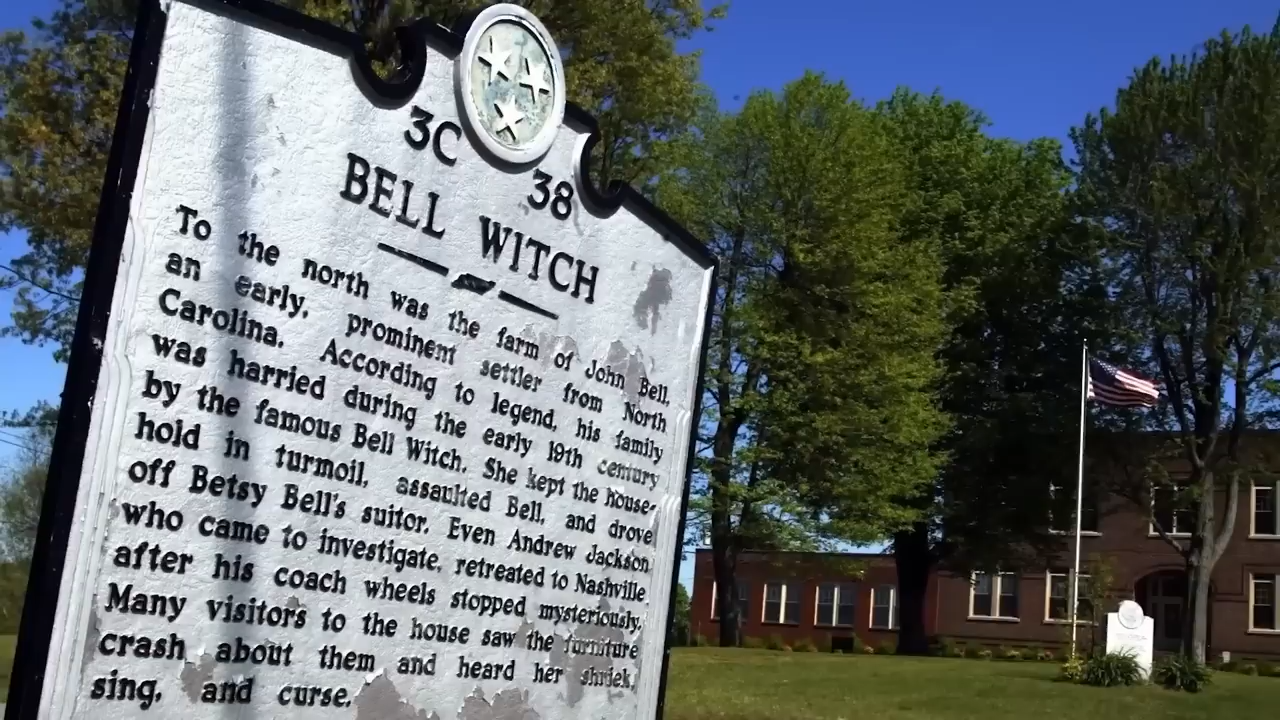 3C 38
BELL WITCH
To the north was the farm of John Bell,
an early, prominent settler from North
Carolina. According to legend, his family
was harried during the early 19th century
by the famous Bell Witch. She kept the house-
hold in turmoil, assaulted Bell, and drove
off Betsy Bell's suitor. Even Andrew Jackson
who came to investigate, retreated to Nashville
after his coach wheels stopped mysteriously.
Many visitors to the house saw the furniture
crash about them and heard her shriek,
sing, and curse.